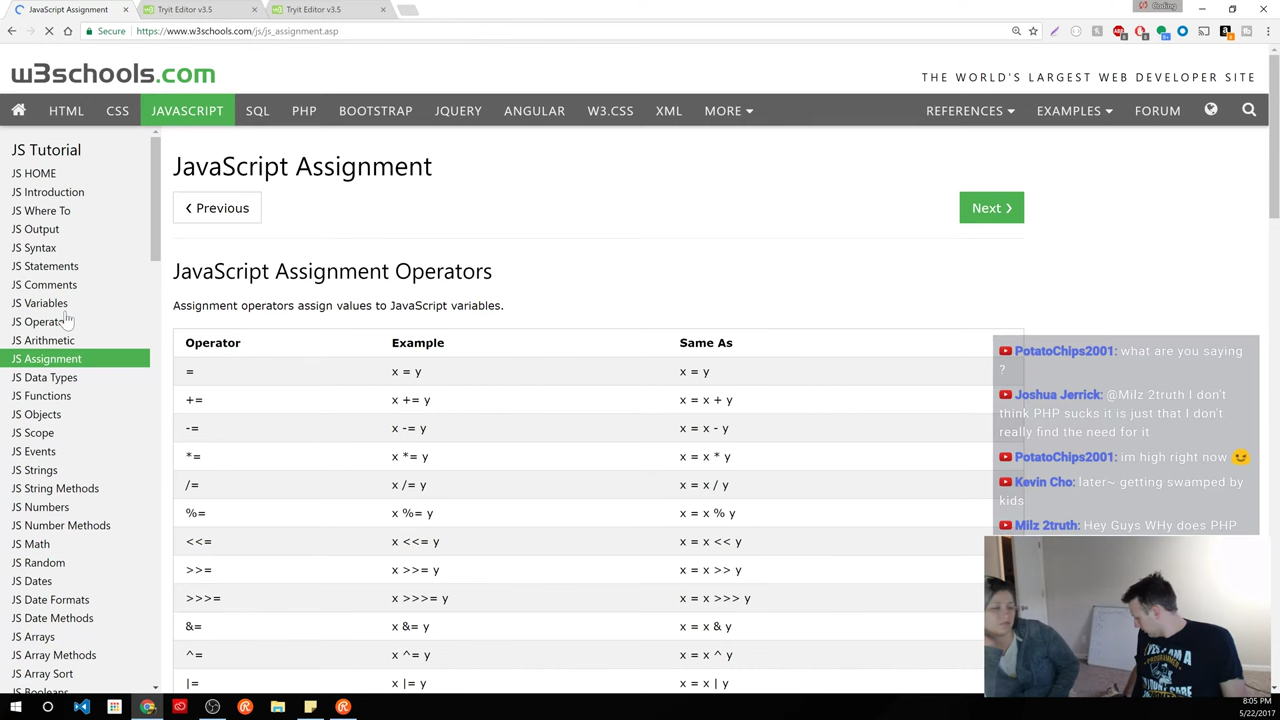 JavaScript Assignment
Tryit Editor v3.5
Tryit Editor v3.5
Coding
Secure
https://www.w3schools.com/js/js_assignment.asp
w3schools.com
THE WORLD'S LARGEST WEB DEVELOPER SITE
HTML CSS JAVASCRIPT SQL PHP BOOTSTRAP JQUERY ANGULAR W3.CSS XML MORE REFERENCES EXAMPLES FORUM
JS Tutorial
JS HOME
JS Introduction
JS Where To
JS Output
JS Syntax
JS Statements
JS Comments
JS Variables
JS Operators
JS Arithmetic
JS Assignment
JS Data Types
JS Functions
JS Objects
JS Scope
JS Events
JS Strings
JS String Methods
JS Numbers
JS Number Methods
JS Math
JS Random
JS Dates
JS Date Formats
JS Date Methods
JS Arrays
JS Array Methods
JS Array Sort
JS Booleans
JavaScript Assignment
❮ Previous
Next ❯
JavaScript Assignment Operators
Assignment operators assign values to JavaScript variables.
Operator Example Same As
= x = y x = y
+= x += y x = x + y
-= x -= y x = x - y
*= x *= y x = x * y
/= x /= y x = x / y
%= x %= y x = x % y
<<= x <<= y x = x << y
>>= x >>= y x = x >> y
>>>= x >>>= y x = x >>> y
&= x &= y x = x & y
^= x ^= y x = x ^ y
|= x |= y x = x | y
PotatoChips2001: what are you saying
?
Joshua Jerrick: @Milz 2truth I don't
think PHP sucks it is just that I don't
really find the need for it
PotatoChips2001: im high right now 😉
Kevin Cho: later~ getting swamped by
kids
Milz 2truth: Hey Guys WHy does PHP
YES I AM A
PROGRAMMER
8:05 PM
5/22/2017